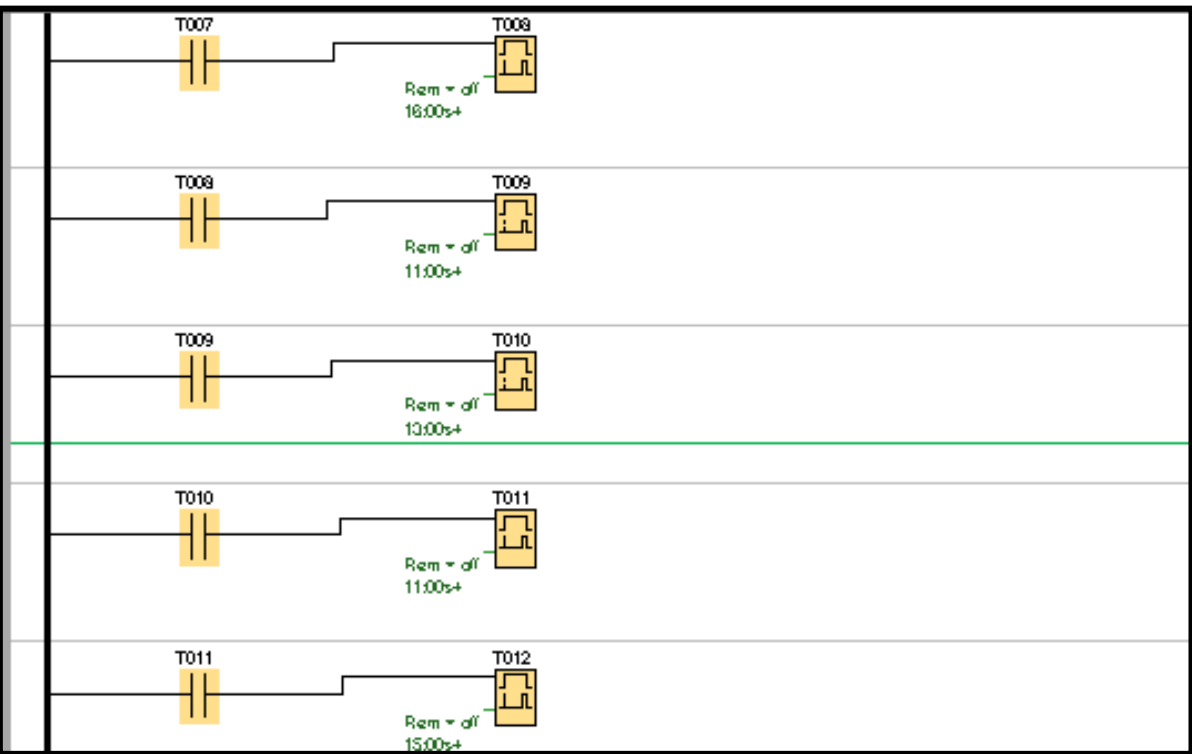 T007 T008
Rem = off
16:00s+
T008 T009
Rem = off
11:00s+
T009 T010
Rem = off
13:00s+
T010 T011
Rem = off
11:00s+
T011 T012
Rem = off
15:00s+